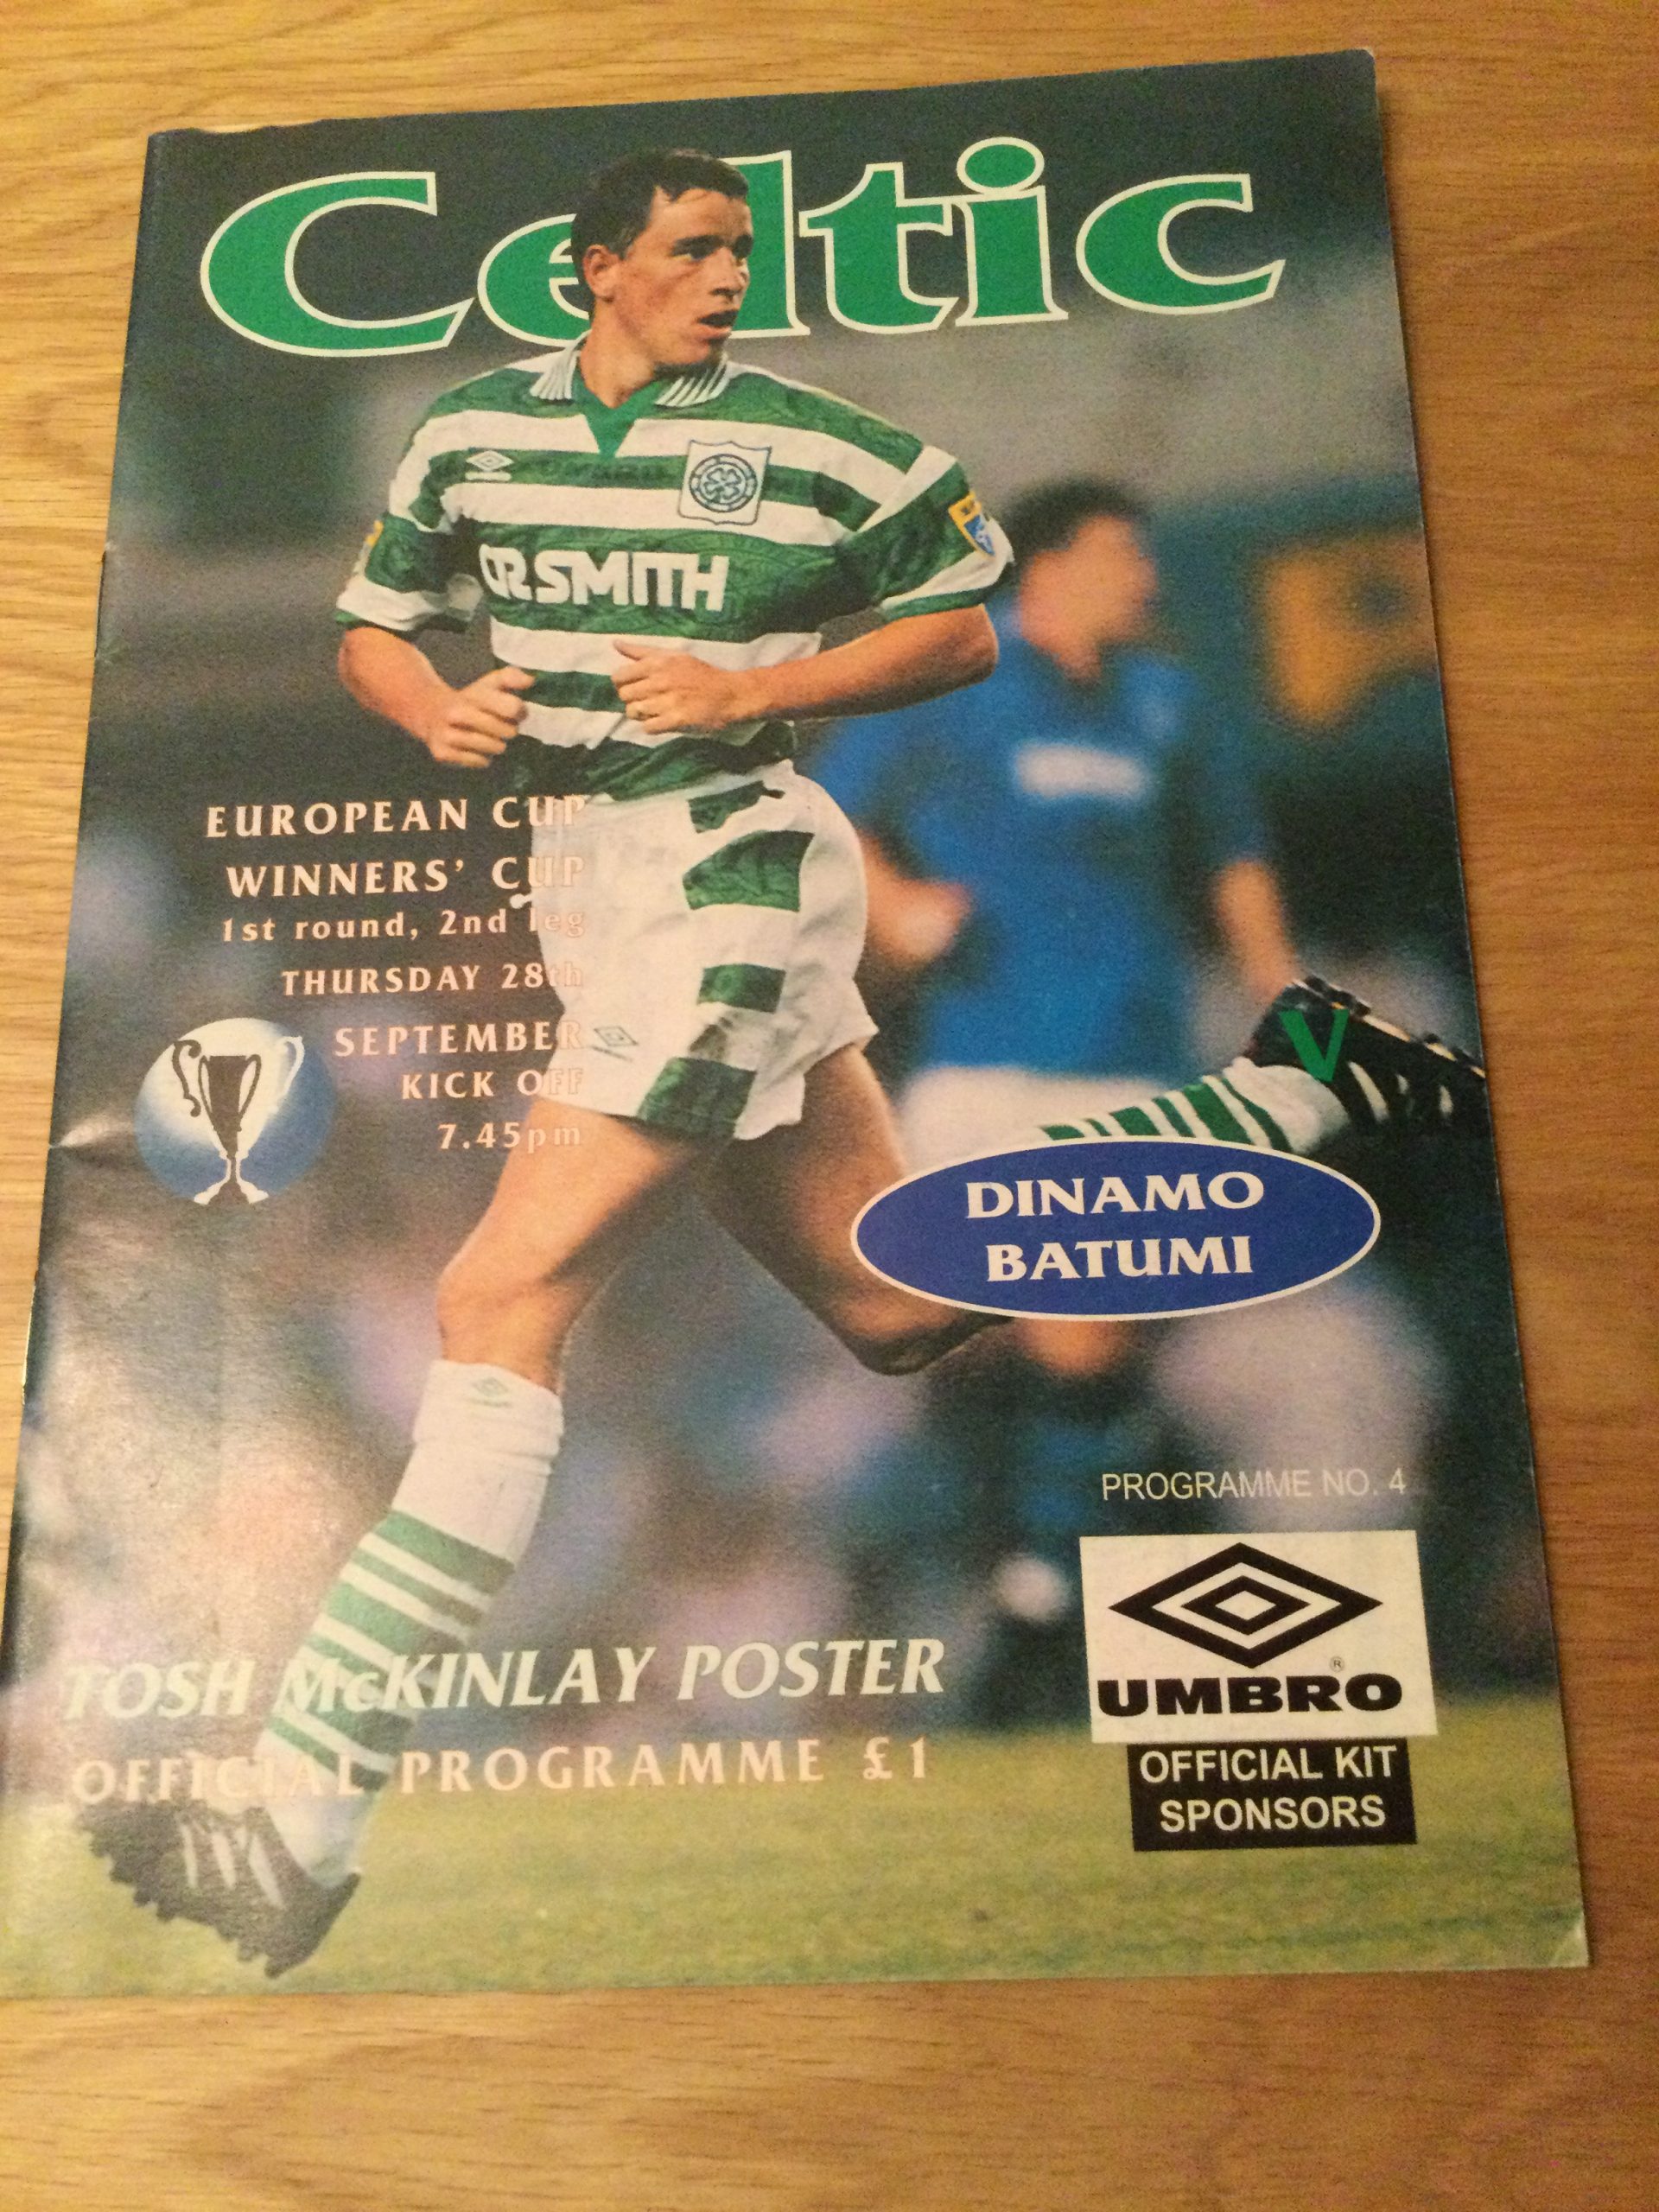 Celtic
UMBRO
CR SMITH
EUROPEAN CUP
WINNERS' CUP
1st round, 2nd leg
THURSDAY 28th
SEPTEMBER
KICK OFF
7.45pm
V
DINAMO
BATUMI
PROGRAMME NO. 4
UMBRO®
OFFICIAL KIT
SPONSORS
TOSH McKINLAY POSTER
OFFICIAL PROGRAMME £1